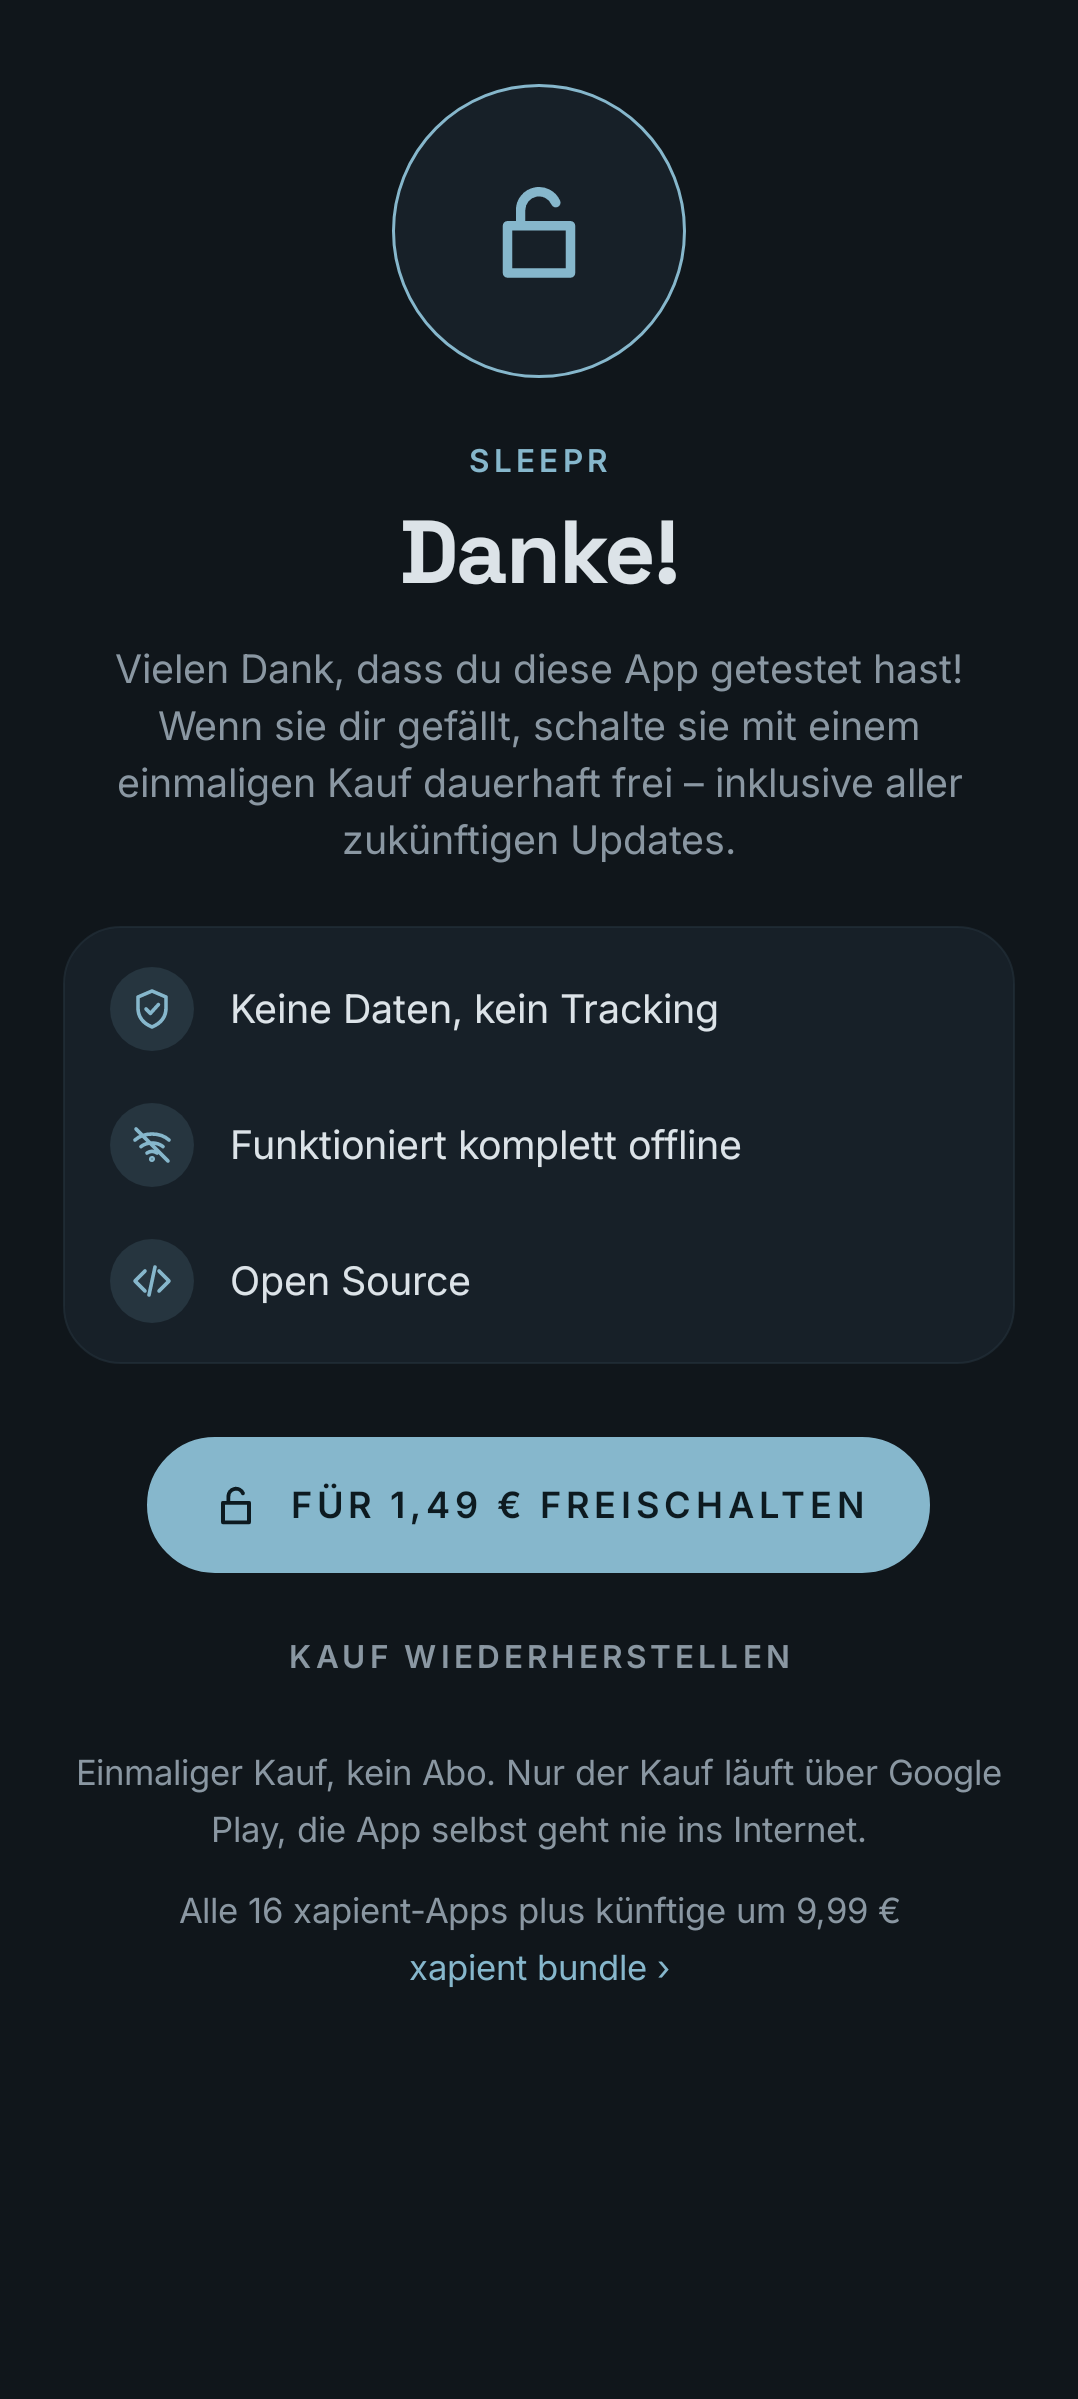 SLEEPR
Danke!
Vielen Dank, dass du diese App getestet hast!
Wenn sie dir gefällt, schalte sie mit einem
einmaligen Kauf dauerhaft frei – inklusive aller
zukünftigen Updates.
Keine Daten, kein Tracking
Funktioniert komplett offline
Open Source
FÜR 1,49 € FREISCHALTEN
KAUF WIEDERHERSTELLEN
Einmaliger Kauf, kein Abo. Nur der Kauf läuft über Google
Play, die App selbst geht nie ins Internet.
Alle 16 xapient-Apps plus künftige um 9,99 €
xapient bundle ›